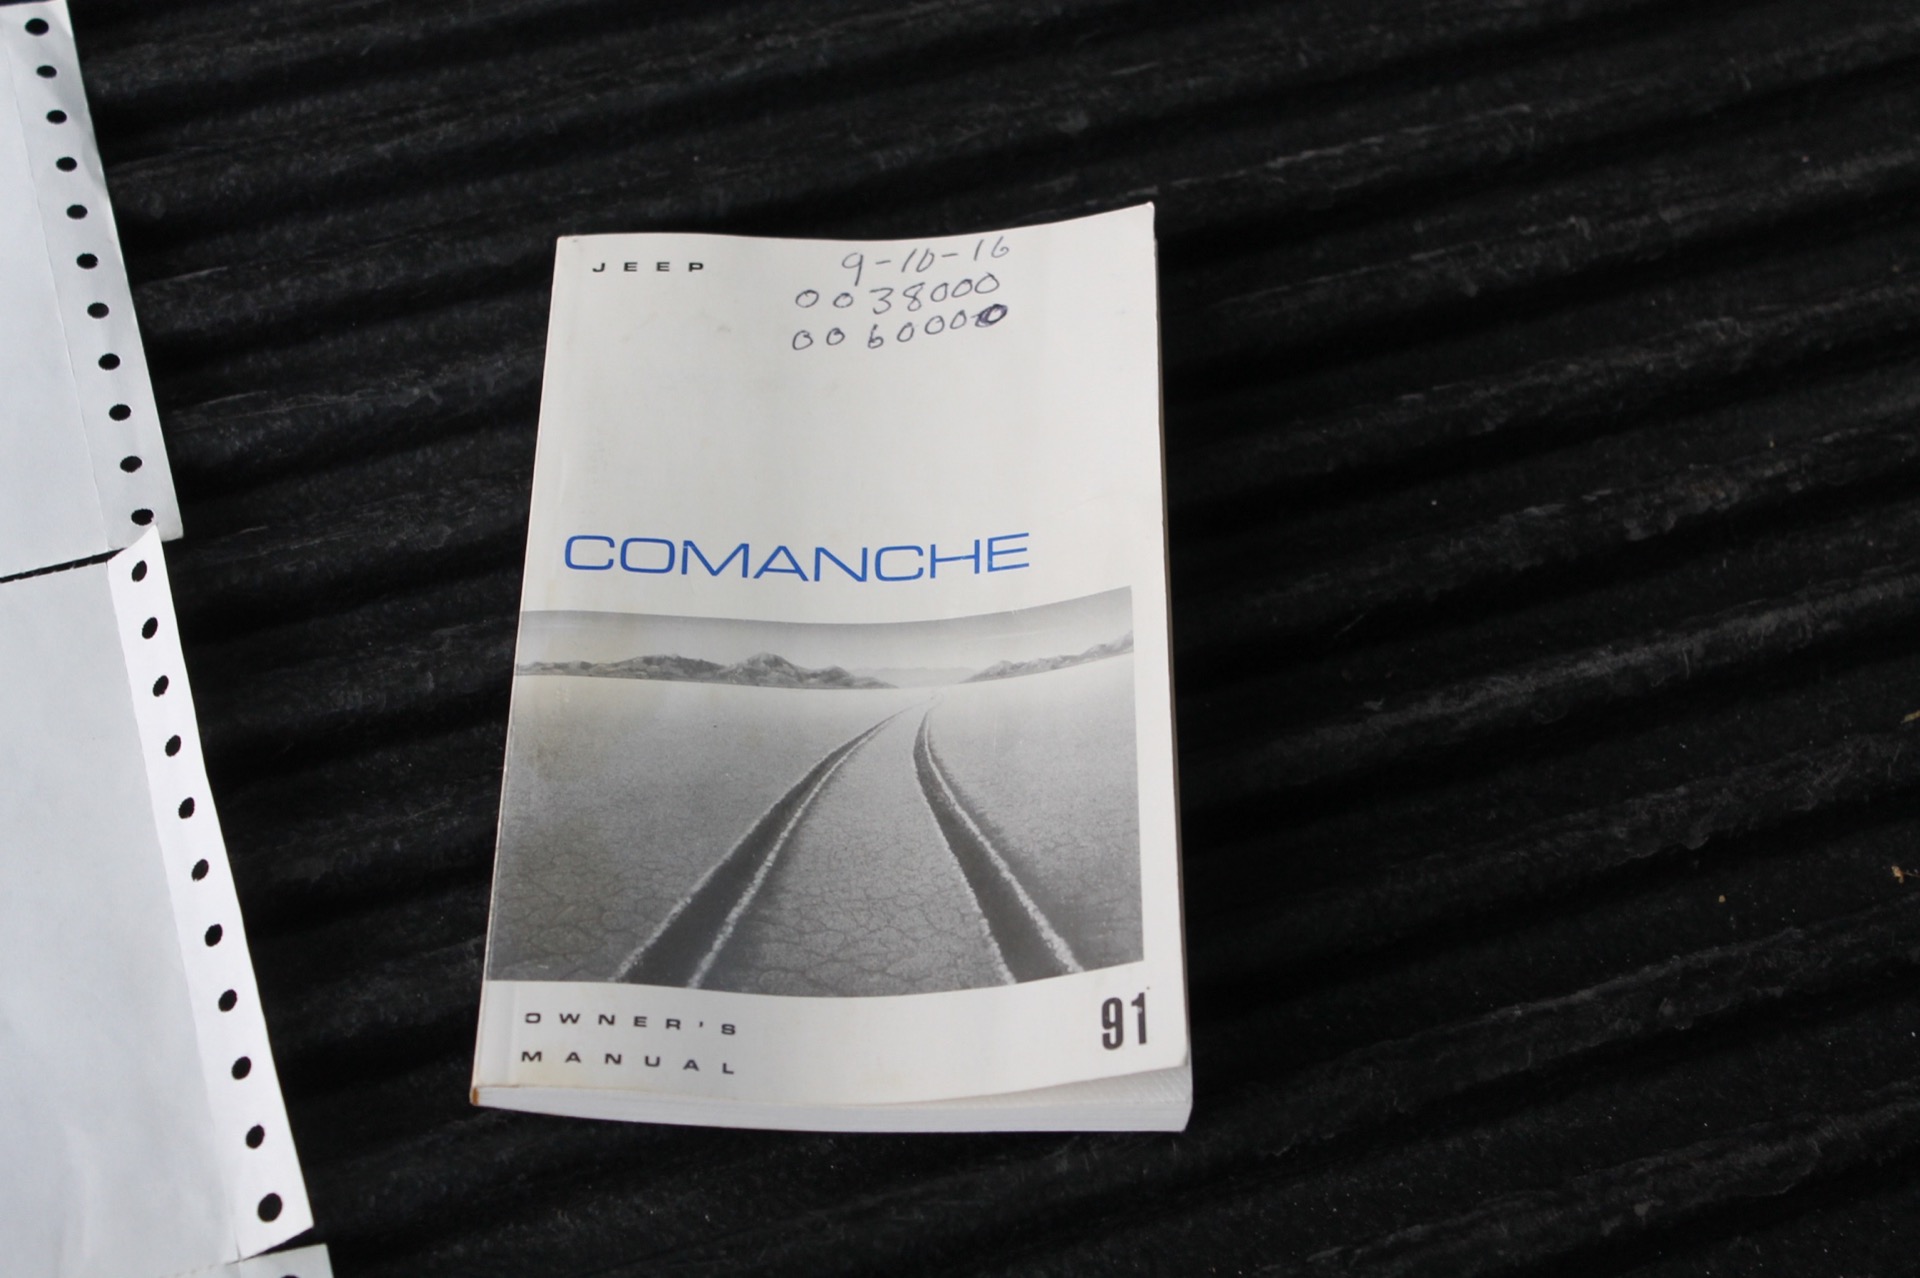 JEEP
9-10-16
0038000
0060000
COMANCHE
OWNER'S
MANUAL
91